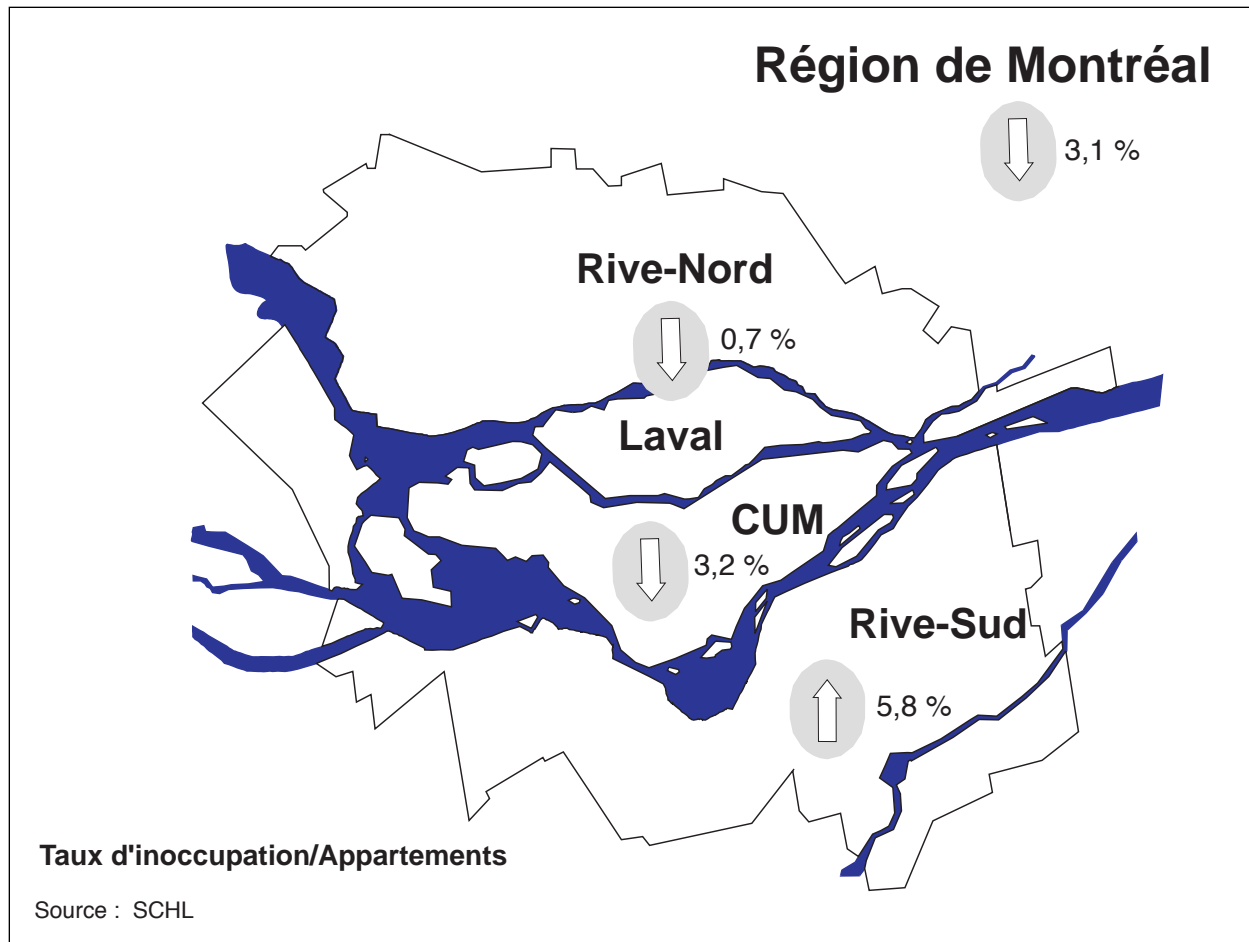 Région de Montréal
3,1 %
Rive-Nord
0,7 %
Laval
CUM
3,2 %
Rive-Sud
5,8 %
Taux d'inoccupation/Appartements
Source : SCHL